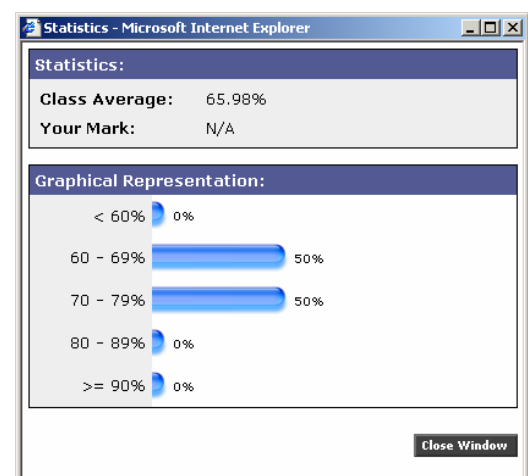 Statistics - Microsoft Internet Explorer
Statistics:
Class Average: 65.98%
Your Mark: N/A
Graphical Representation:
< 60% 0%
60 - 69% 50%
70 - 79% 50%
80 - 89% 0%
>= 90% 0%
Close Window